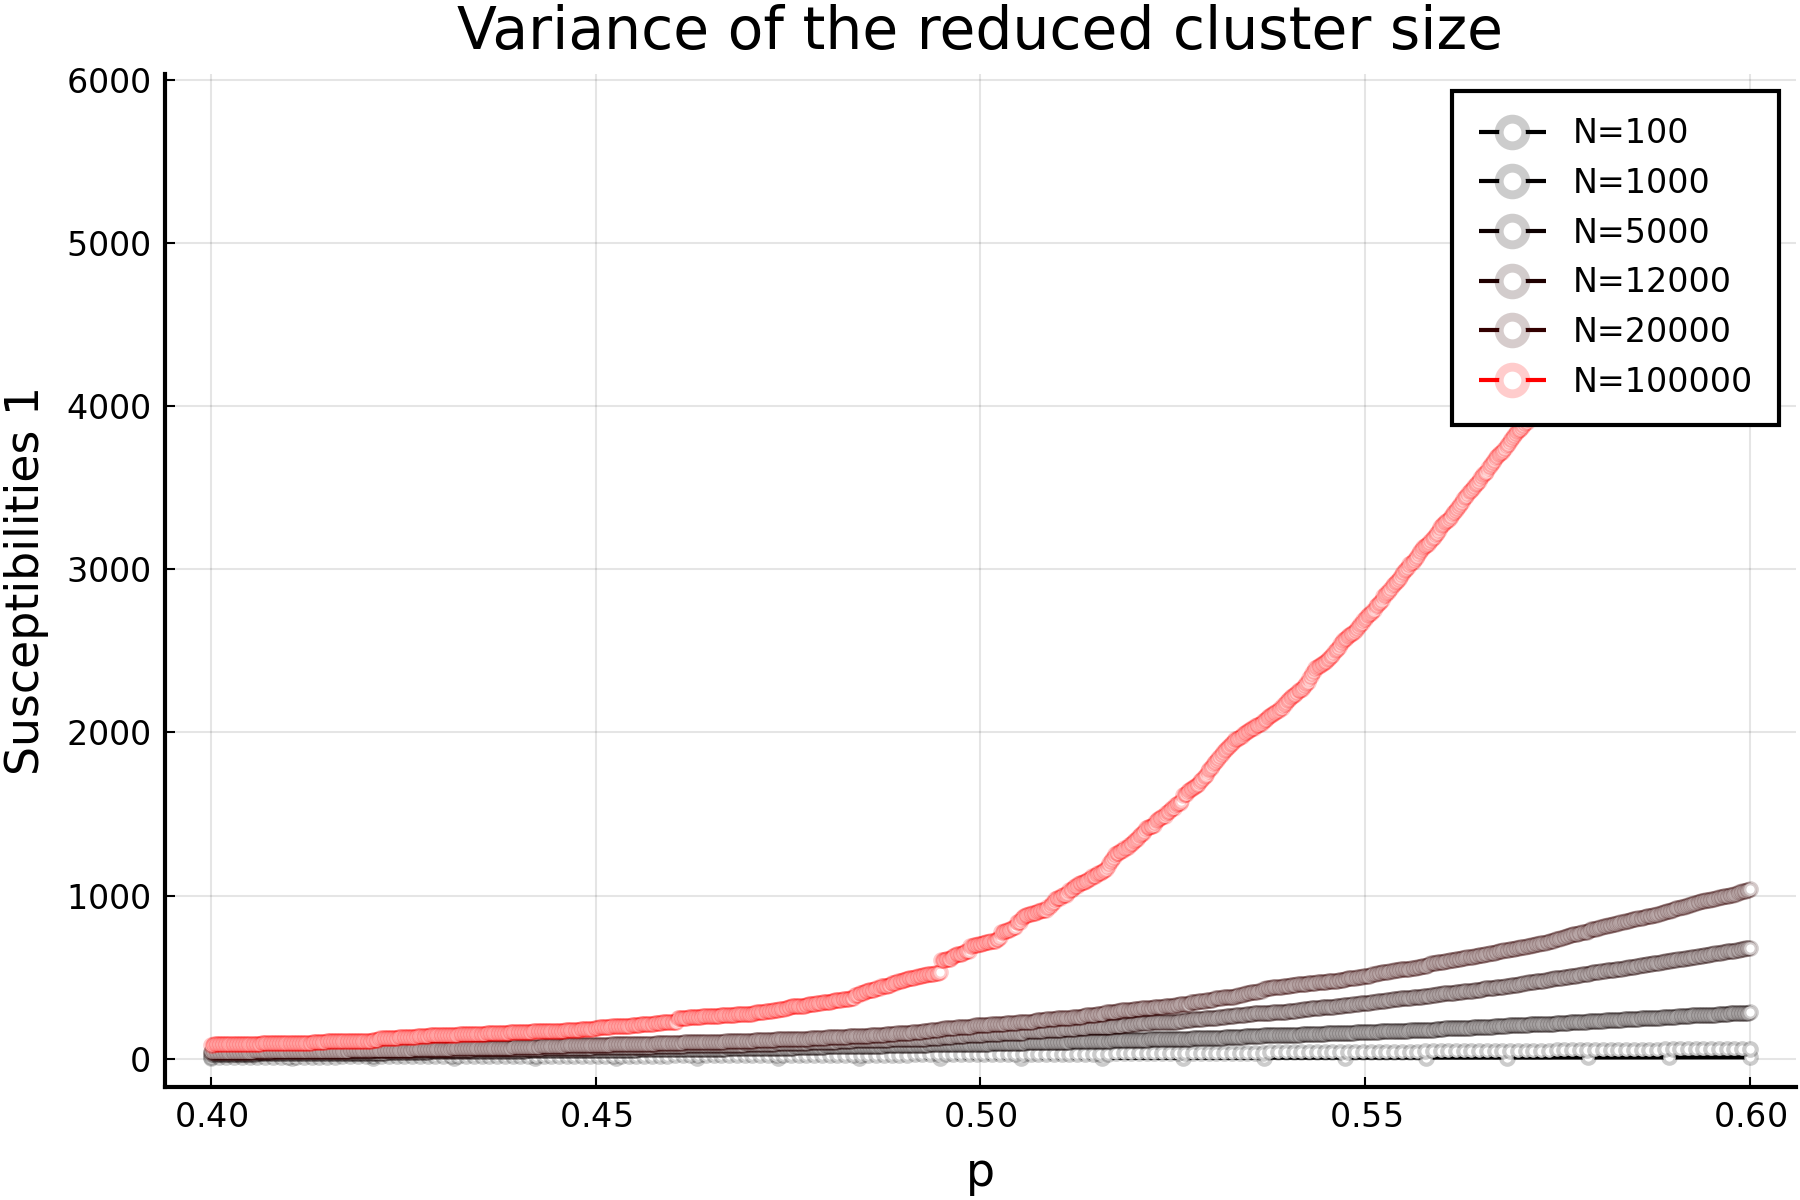 Variance of the reduced cluster size
6000
5000
4000
3000
2000
1000
0
Susceptibilities 1
N=100
N=1000
N=5000
N=12000
N=20000
N=100000
0.40
0.45
0.50
0.55
0.60
p